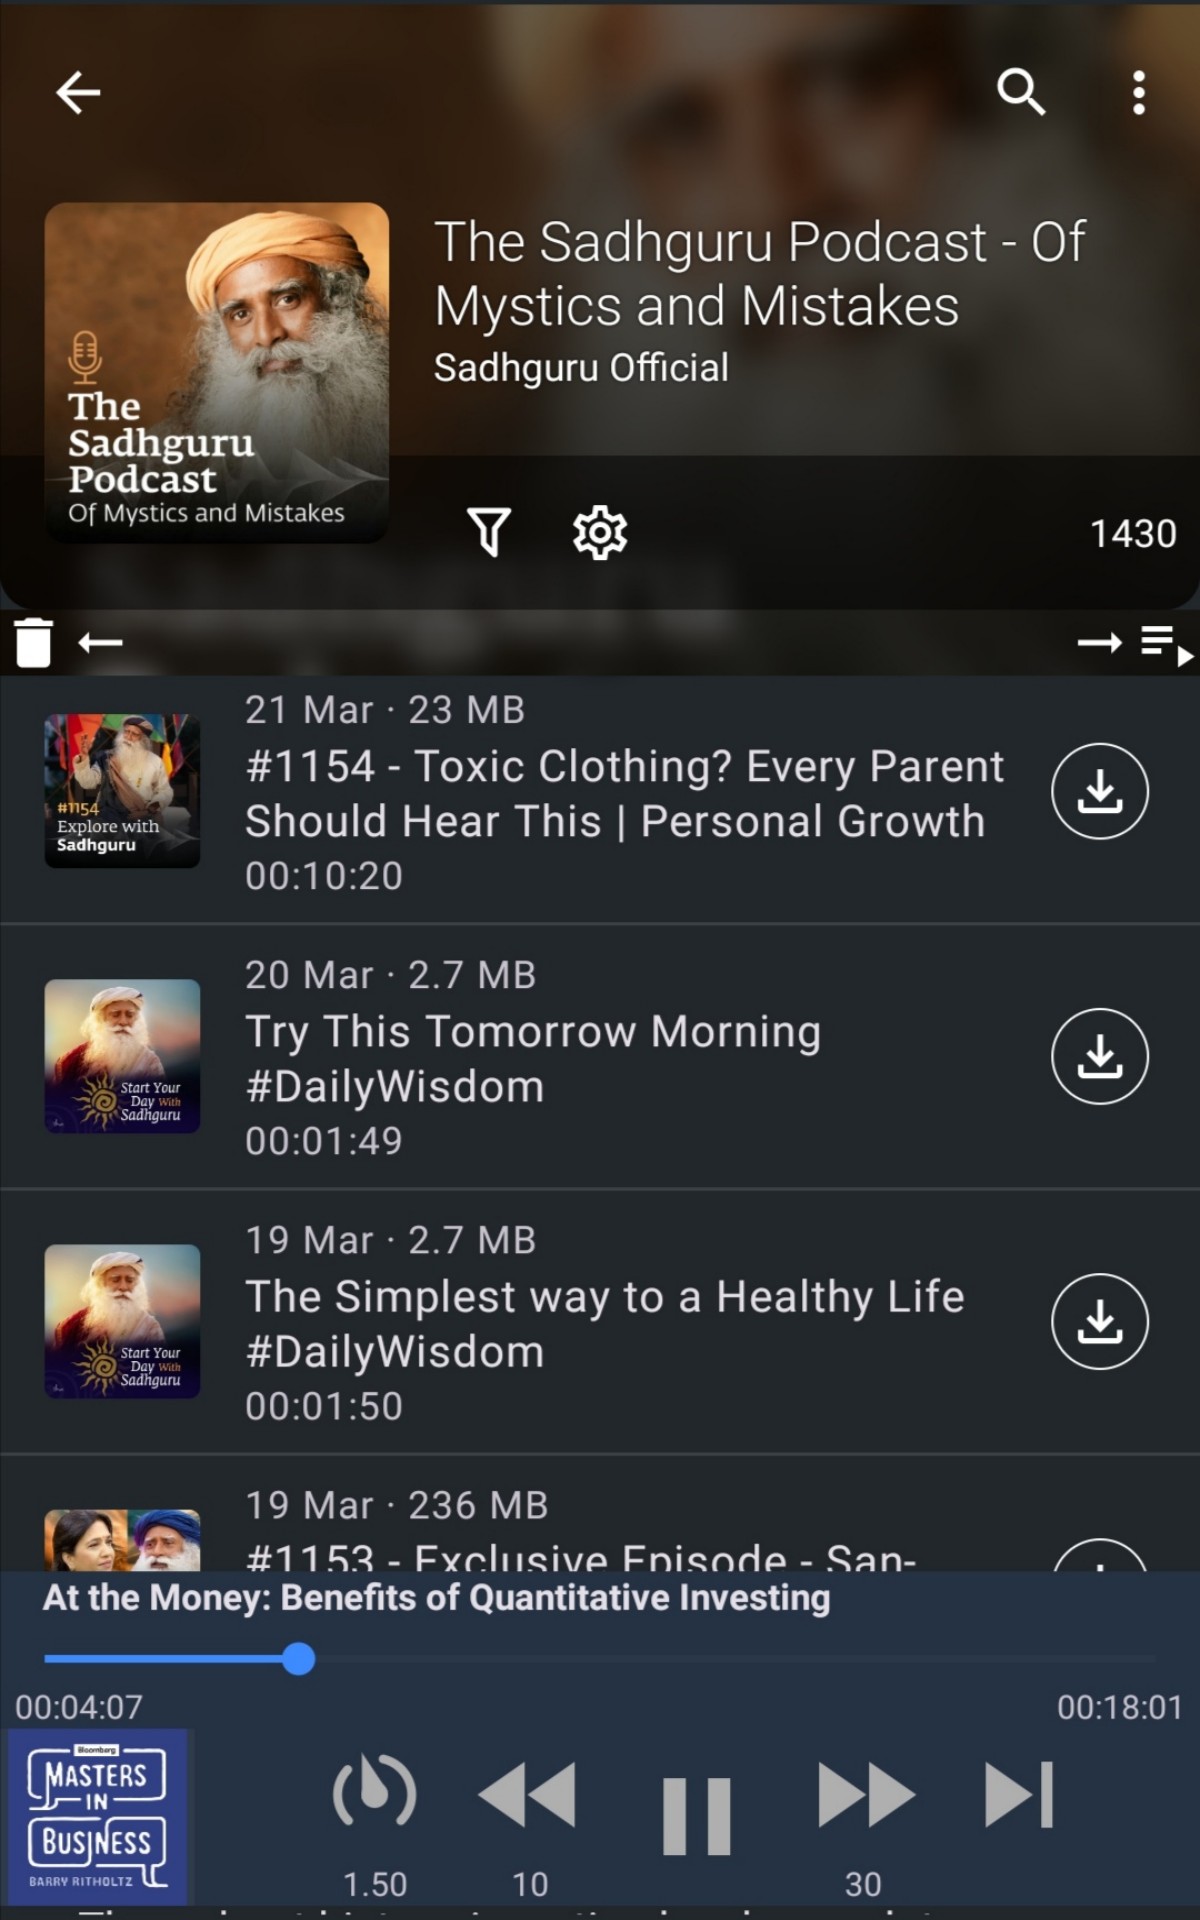 The Sadhguru Podcast - Of
Mystics and Mistakes
Sadhguru Official
The
Sadhguru
Podcast
Of Mystics and Mistakes
1430
21 Mar · 23 MB
#1154 - Toxic Clothing? Every Parent
Should Hear This | Personal Growth
00:10:20
#1154
Explore with
Sadhguru
20 Mar · 2.7 MB
Try This Tomorrow Morning
#DailyWisdom
00:01:49
Start Your
Day With
Sadhguru
19 Mar · 2.7 MB
The Simplest way to a Healthy Life
#DailyWisdom
00:01:50
Start Your
Day With
Sadhguru
19 Mar · 236 MB
#1153 - Exclusive Episode - San-
At the Money: Benefits of Quantitative Investing
00:04:07
00:18:01
Bloomberg
MASTERS
IN
BUSINESS
BARRY RITHOLTZ
1.50
10
30